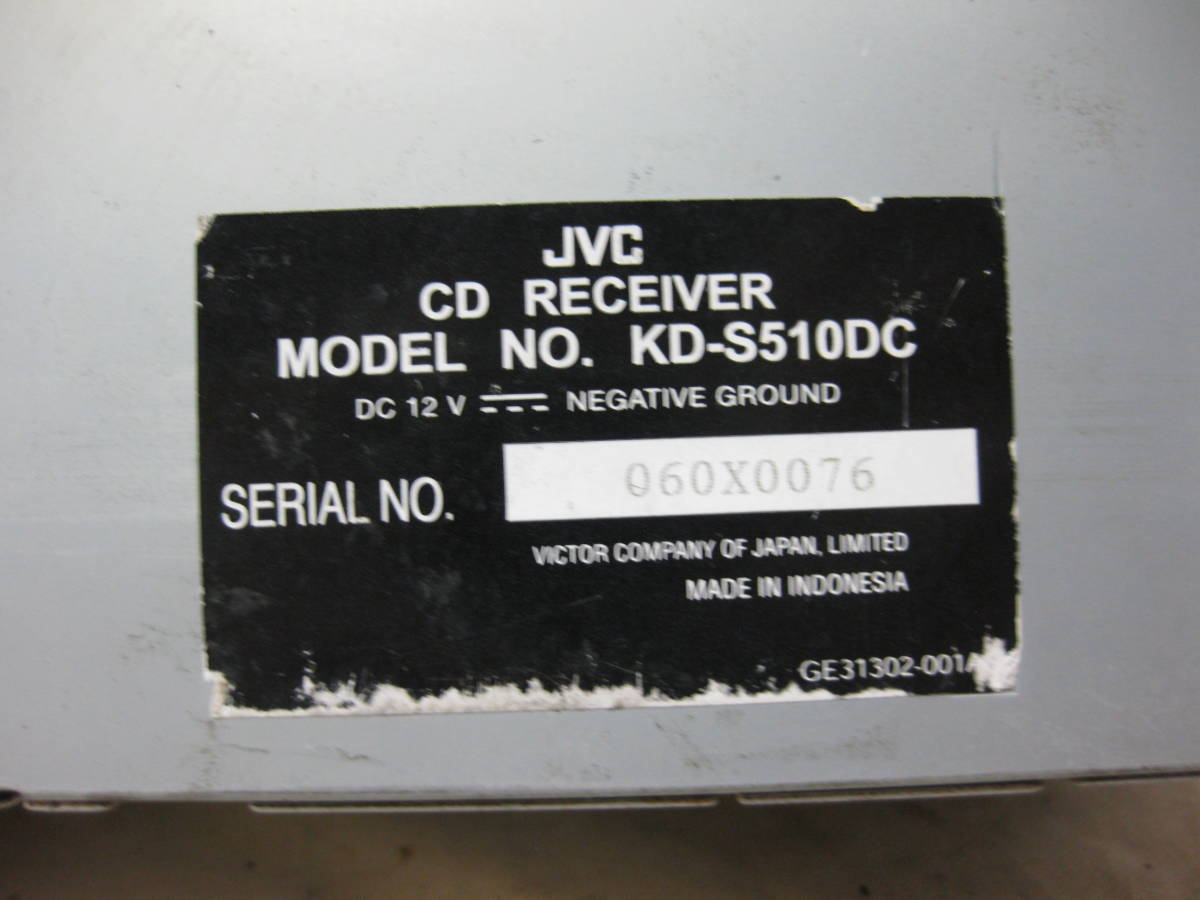 JVC
CD RECEIVER
MODEL NO. KD-S510DC
DC 12 V ⎓ NEGATIVE GROUND
SERIAL NO. 060X0076
VICTOR COMPANY OF JAPAN, LIMITED
MADE IN INDONESIA
GE31302-001A